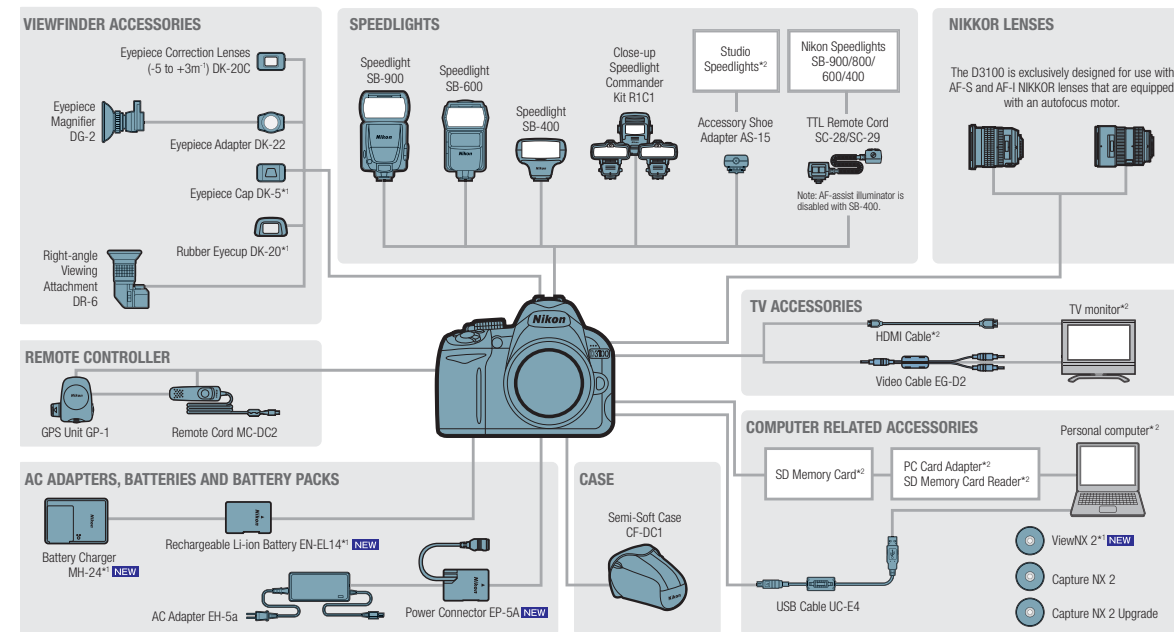 VIEWFINDER ACCESSORIES
Eyepiece Correction Lenses
(-5 to +3m-1) DK-20C
Eyepiece
Magnifier
DG-2
Eyepiece Adapter DK-22
Eyepiece Cap DK-5*1
Rubber Eyecup DK-20*1
Right-angle
Viewing
Attachment
DR-6
SPEEDLIGHTS
Speedlight
SB-900
Speedlight
SB-600
Speedlight
SB-400
Close-up
Speedlight
Commander
Kit R1C1
Studio
Speedlights*2
Accessory Shoe
Adapter AS-15
Nikon Speedlights
SB-900/800/
600/400
TTL Remote Cord
SC-28/SC-29
Note: AF-assist illuminator is
disabled with SB-400.
Nikon
Nikon
NIKKOR LENSES
The D3100 is exclusively designed for use with
AF-S and AF-I NIKKOR lenses that are equipped
with an autofocus motor.
Nikon
D3100
REMOTE CONTROLLER
GPS Unit GP-1
Remote Cord MC-DC2
TV ACCESSORIES
TV monitor*2
HDMI Cable*2
Video Cable EG-D2
COMPUTER RELATED ACCESSORIES
Personal computer*2
SD Memory Card*2
PC Card Adapter*2
SD Memory Card Reader*2
USB Cable UC-E4
ViewNX 2*1 NEW
Capture NX 2
Capture NX 2 Upgrade
AC ADAPTERS, BATTERIES AND BATTERY PACKS
Nikon
Battery Charger
MH-24*1 NEW
Nikon
Rechargeable Li-ion Battery EN-EL14*1 NEW
AC Adapter EH-5a
Nikon
Power Connector EP-5A NEW
CASE
Semi-Soft Case
CF-DC1